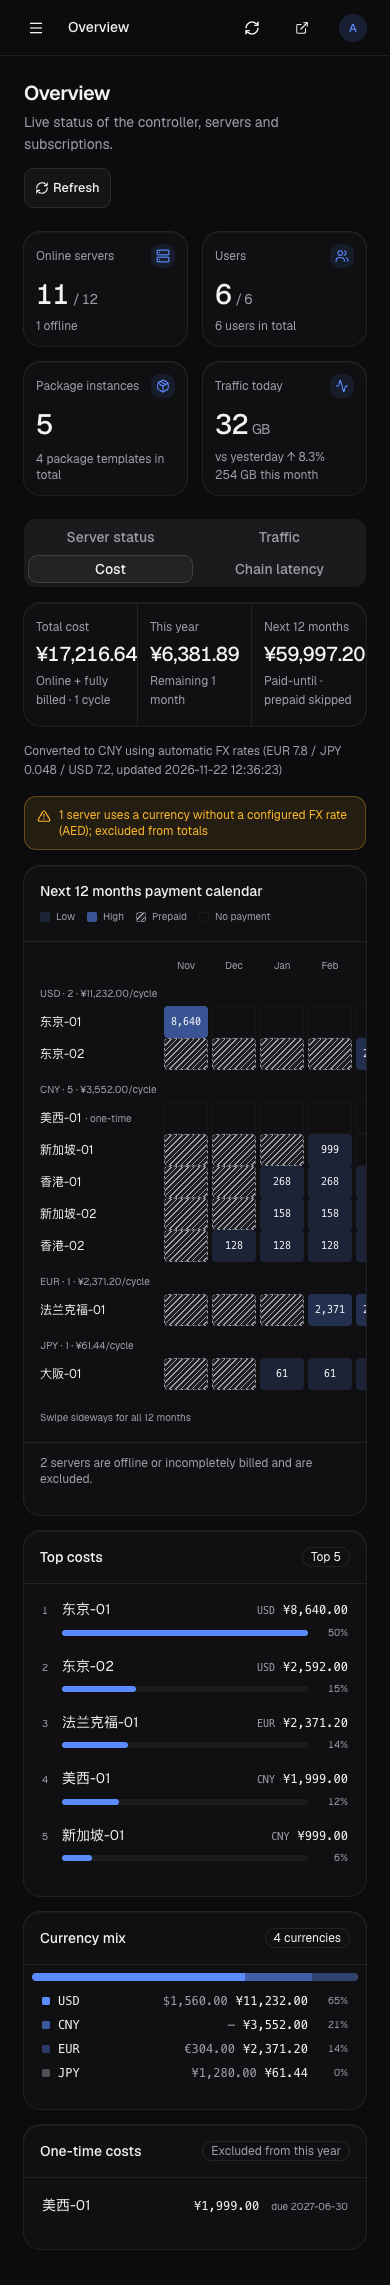 Overview
A
Overview
Live status of the controller, servers and
subscriptions.
Refresh
Online servers
11 / 12
1 offline
Users
6 / 6
6 users in total
Package instances
5
4 package templates in
total
Traffic today
32 GB
vs yesterday ↑ 8.3%
254 GB this month
Server status
Traffic
Cost
Chain latency
Total cost
¥17,216.64
Online + fully
billed · 1 cycle
This year
¥6,381.89
Remaining 1
month
Next 12 months
¥59,997.20
Paid-until ·
prepaid skipped
Converted to CNY using automatic FX rates (EUR 7.8 / JPY
0.048 / USD 7.2, updated 2026-11-22 12:36:23)
1 server uses a currency without a configured FX rate
(AED); excluded from totals
Next 12 months payment calendar
Low High Prepaid No payment
Nov Dec Jan Feb
USD · 2 · ¥11,232.00/cycle
东京-01 8,640
东京-02 2
CNY · 5 · ¥3,552.00/cycle
美西-01 · one-time
新加坡-01 999
香港-01 268 268
新加坡-02 158 158
香港-02 128 128 128
EUR · 1 · ¥2,371.20/cycle
法兰克福-01 2,371 2
JPY · 1 · ¥61.44/cycle
大阪-01 61 61
Swipe sideways for all 12 months
2 servers are offline or incompletely billed and are
excluded.
Top costs Top 5
1 东京-01 USD ¥8,640.00
50%
2 东京-02 USD ¥2,592.00
15%
3 法兰克福-01 EUR ¥2,371.20
14%
4 美西-01 CNY ¥1,999.00
12%
5 新加坡-01 CNY ¥999.00
6%
Currency mix 4 currencies
USD $1,560.00 ¥11,232.00 65%
CNY — ¥3,552.00 21%
EUR €304.00 ¥2,371.20 14%
JPY ¥1,280.00 ¥61.44 0%
One-time costs Excluded from this year
美西-01 ¥1,999.00 due 2027-06-30